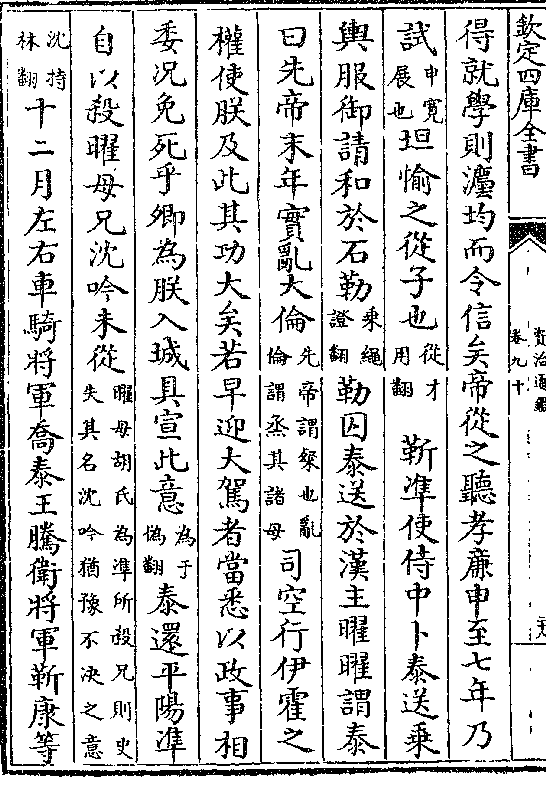 欽定四庫全書
資治通鑑
卷九十
得就學則灋均而令信矣帝從之聽孝廉申至七年乃
試申寬展也坦愉之從子也從才用翻　靳準使侍中卜泰送乗
輿服御請和於石勒乗繩證翻勒囚泰送於漢主曜曜謂泰
曰先帝末年實亂大倫先帝謂粲也亂倫謂烝其諸母司空行伊霍之
權使朕及此其功大矣若早迎大駕者當悉以政事相
委況免死乎卿為朕入城具宣此意為于偽翻泰還平陽準
自以殺曜母兄沈吟未從曜母胡氏為準所殺兄則史失其名沈吟猶豫不決之意
沈持林翻十二月左右車騎將軍喬泰王騰衛將軍靳康等